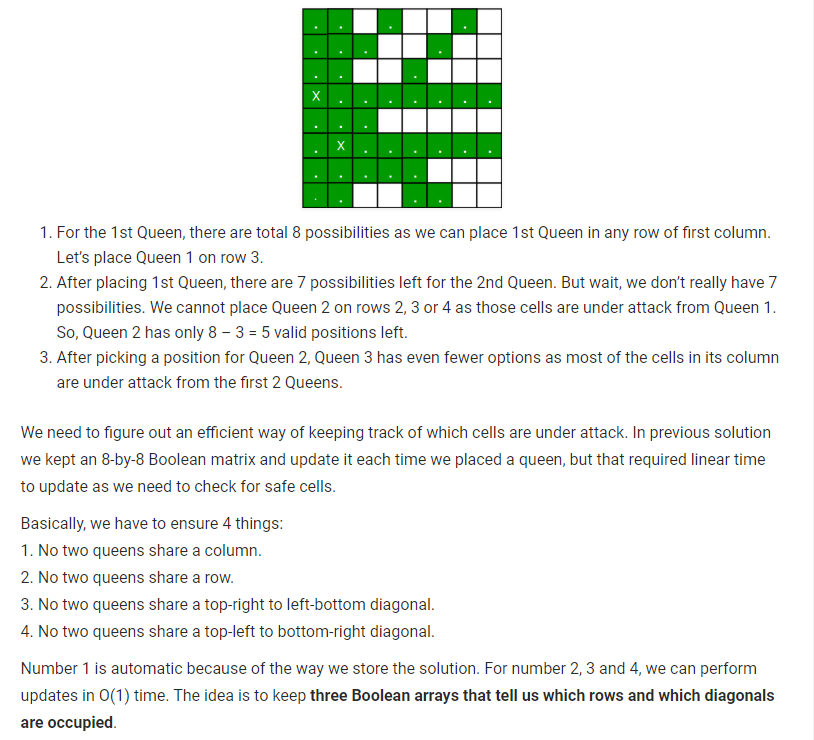 . . . .
. . . .
. . .
X . . . . . . .
. . .
. X . . . . . .
. . . . .
. . . .
1. For the 1st Queen, there are total 8 possibilities as we can place 1st Queen in any row of first column.
Let's place Queen 1 on row 3.
2. After placing 1st Queen, there are 7 possibilities left for the 2nd Queen. But wait, we don't really have 7
possibilities. We cannot place Queen 2 on rows 2, 3 or 4 as those cells are under attack from Queen 1.
So, Queen 2 has only 8 – 3 = 5 valid positions left.
3. After picking a position for Queen 2, Queen 3 has even fewer options as most of the cells in its column
are under attack from the first 2 Queens.
We need to figure out an efficient way of keeping track of which cells are under attack. In previous solution
we kept an 8-by-8 Boolean matrix and update it each time we placed a queen, but that required linear time
to update as we need to check for safe cells.
Basically, we have to ensure 4 things:
1. No two queens share a column.
2. No two queens share a row.
3. No two queens share a top-right to left-bottom diagonal.
4. No two queens share a top-left to bottom-right diagonal.
Number 1 is automatic because of the way we store the solution. For number 2, 3 and 4, we can perform
updates in O(1) time. The idea is to keep three Boolean arrays that tell us which rows and which diagonals
are occupied.